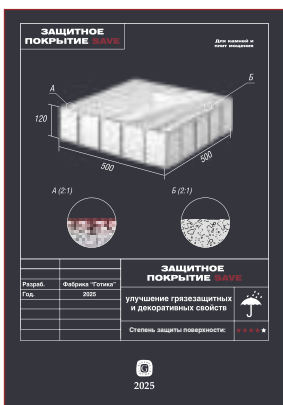 ЗАЩИТНОЕ
ПОКРЫТИЕ SAVE
Для камней и
плит мощения
А
Б
120
500
500
А (2:1)
Б (2:1)
ЗАЩИТНОЕ
ПОКРЫТИЕ SAVE
Разраб.
Фабрика "Готика"
Год.
2025
улучшение грязезащитных
и декоративных свойств
Степень защиты поверхности:
G
2025